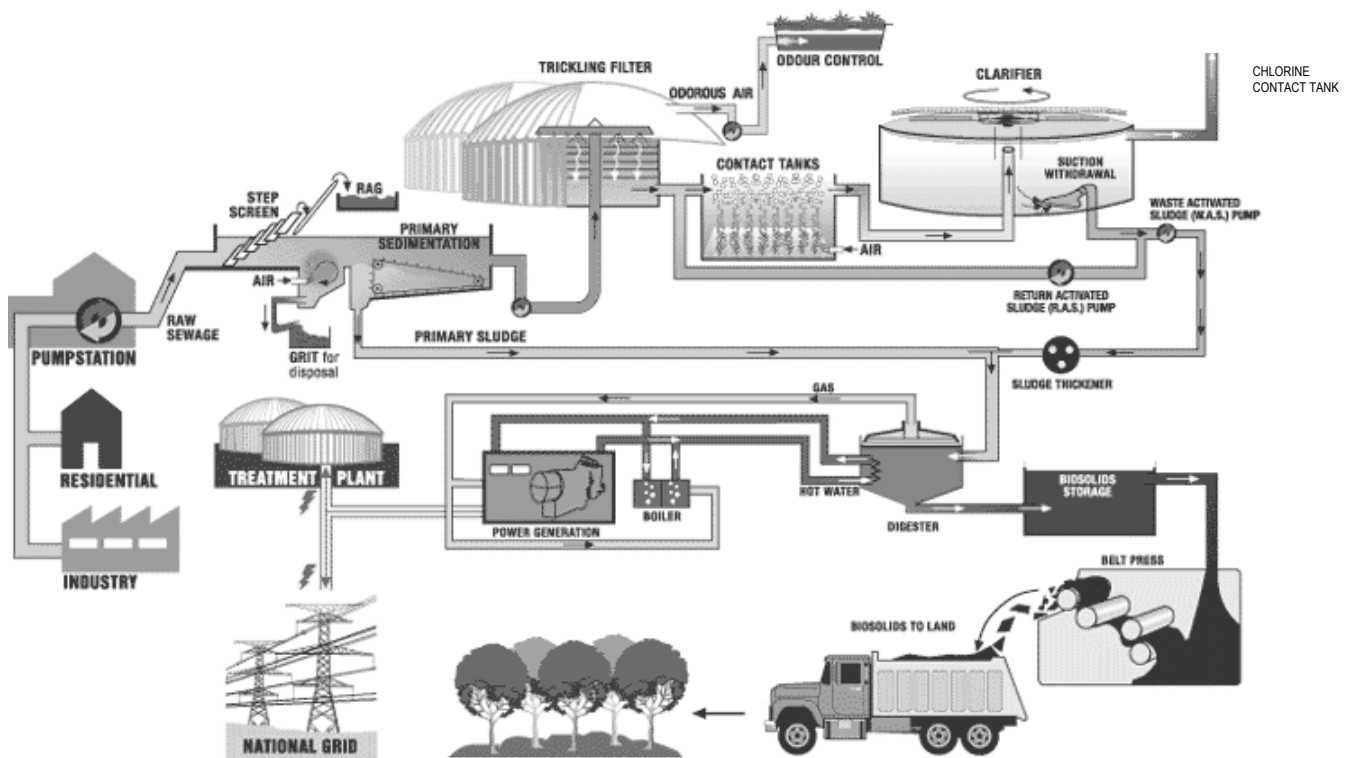 ODOUR CONTROL
TRICKLING FILTER
ODOROUS AIR
CLARIFIER
CHLORINE
CONTACT TANK
CONTACT TANKS
SUCTION
WITHDRAWAL
STEP
SCREEN
RAG
PRIMARY
SEDIMENTATION
WASTE ACTIVATED
SLUDGE (W.A.S.) PUMP
AIR
AIR
RETURN ACTIVATED
SLUDGE (R.A.S.) PUMP
RAW
SEWAGE
PUMPSTATION
GRIT for
disposal
PRIMARY SLUDGE
SLUDGE THICKENER
GAS
RESIDENTIAL
TREATMENT PLANT
HOT WATER
BOILER
POWER GENERATION
DIGESTER
BIOSOLIDS
STORAGE
INDUSTRY
BELT PRESS
BIOSOLIDS TO LAND
NATIONAL GRID